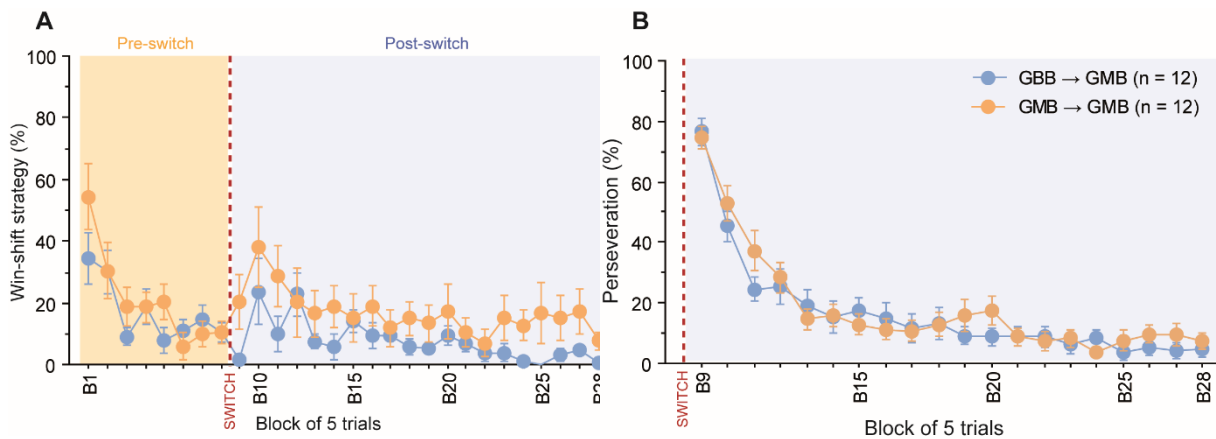 A
Pre-switch
Post-switch
Win-shift strategy (%)
100
80
60
40
20
0
B1
SWITCH
B10
B15
B20
B25
B28
Block of 5 trials
B
GBB → GMB (n = 12)
GMB → GMB (n = 12)
Perseveration (%)
100
80
60
40
20
0
SWITCH
B9
B15
B20
B25
B28
Block of 5 trials